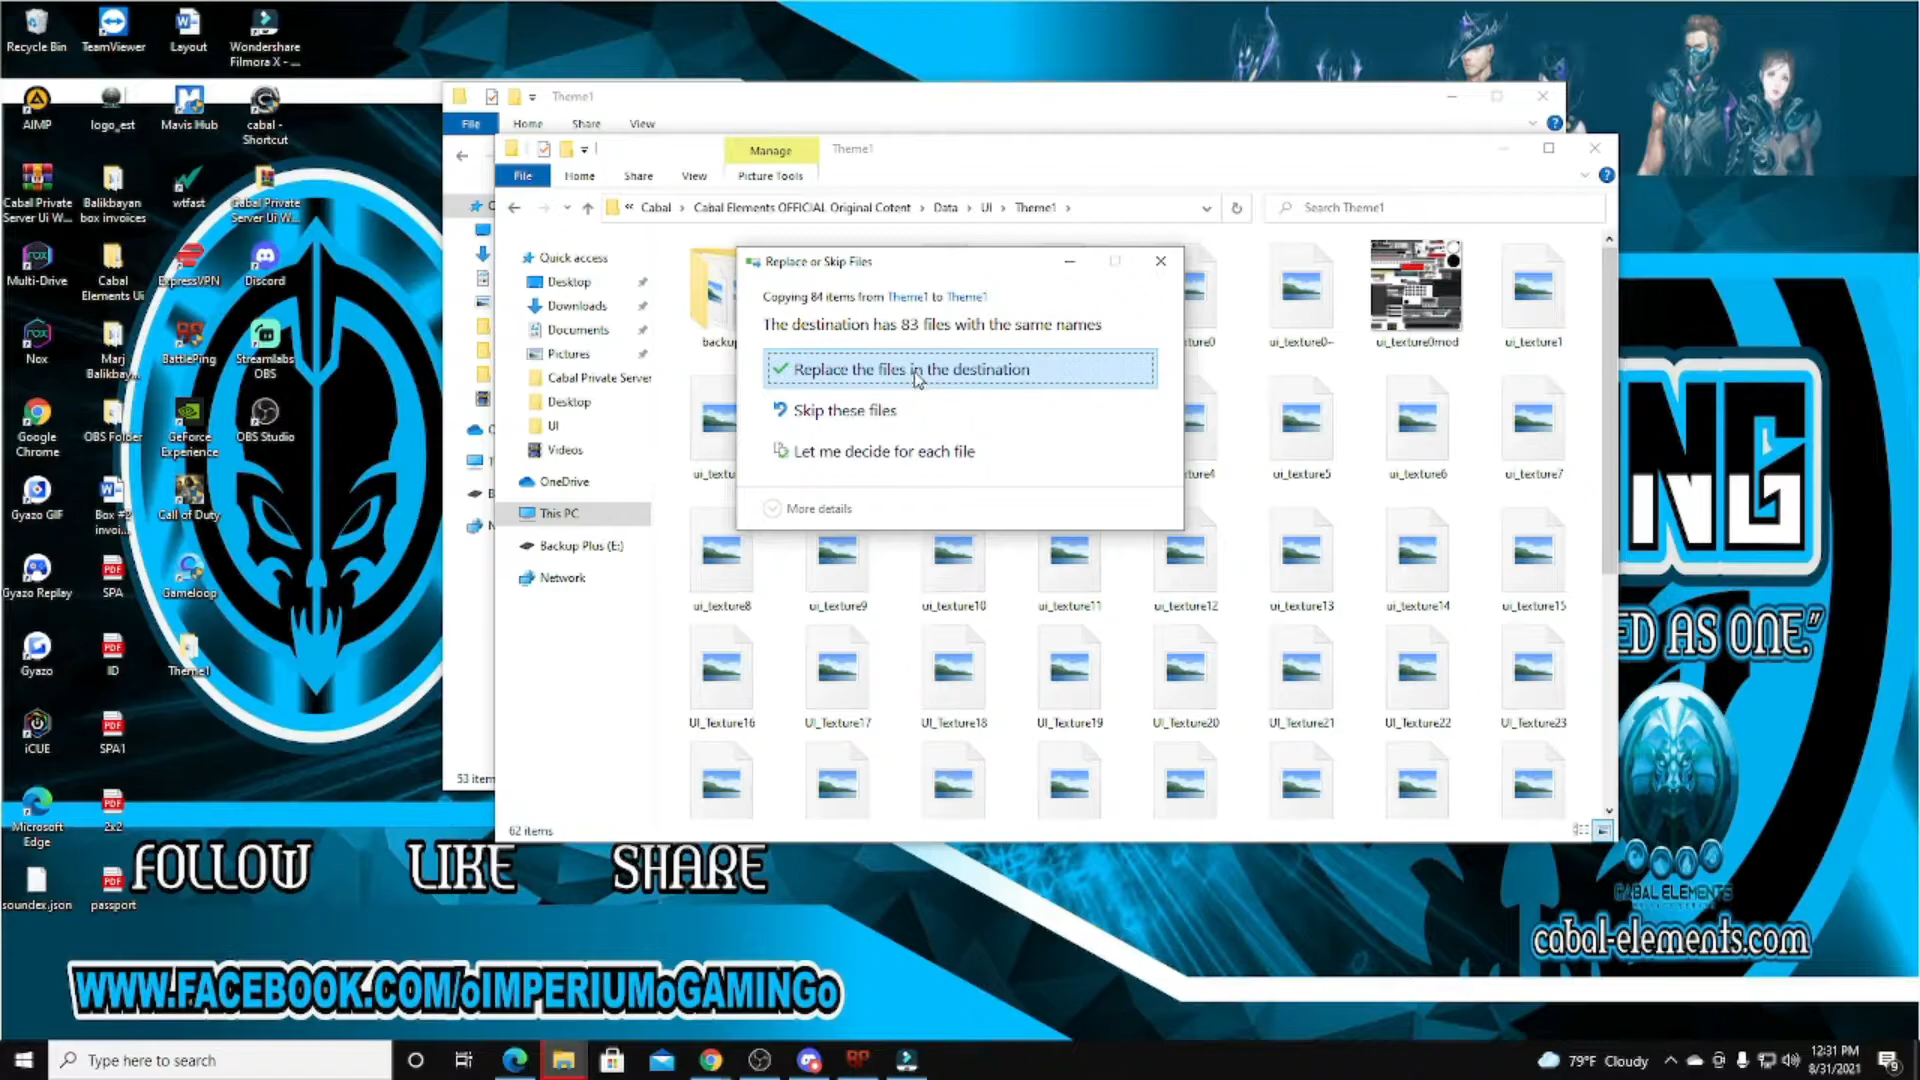 Recycle Bin
TeamViewer
Layout
Wondershare
Filmora X - ...
AIMP
logo_est
Mavis Hub
cabal -
Shortcut
Cabal Private
Server Ui W...
Balikbayan
box invoices
wtfast
Cabal Private
Server Ui W...
Multi-Drive
Cabal
Elements Ui
ExpressVPN
Discord
Nox
Marj
Balikbay...
BattlePing
Streamlabs
OBS
Google
Chrome
OBS Folder
GeForce
Experience
OBS Studio
Gyazo GIF
Box #2
invoi...
Call of Duty
Gyazo Replay
PDF
SPA
Gameloop
Gyazo
PDF
ID
Theme1
iCUE
PDF
SPA1
Microsoft
Edge
PDF
2x2
soundex.json
PDF
passport
Theme1
File
Home
Share
View
53 item
Manage
Theme1
File
Home
Share
View
Picture Tools
« Cabal › Cabal Elements OFFICIAL Original Cotent › Data › UI › Theme1 ›
Search Theme1
Quick access
Desktop
Downloads
Documents
Pictures
Cabal Private Server
Desktop
UI
Videos
OneDrive
This PC
Backup Plus (E:)
Network
backup
ui_texture0~
ui_texture0mod
ui_texture1
ui_texture5
ui_texture6
ui_texture7
ui_texture8
ui_texture9
ui_texture10
ui_texture11
ui_texture12
ui_texture13
ui_texture14
ui_texture15
UI_Texture16
UI_Texture17
UI_Texture18
UI_Texture19
UI_Texture20
UI_Texture21
UI_Texture22
UI_Texture23
62 items
Replace or Skip Files
Copying 84 items from Theme1 to Theme1
The destination has 83 files with the same names
Replace the files in the destination
Skip these files
Let me decide for each file
More details
NG
ED AS ONE."
FOLLOW LIKE SHARE
WWW.FACEBOOK.COM/oIMPERIUMoGAMINGo
CABAL ELEMENTS
cabal-elements.com
Type here to search
79°F Cloudy
12:31 PM
8/31/2021